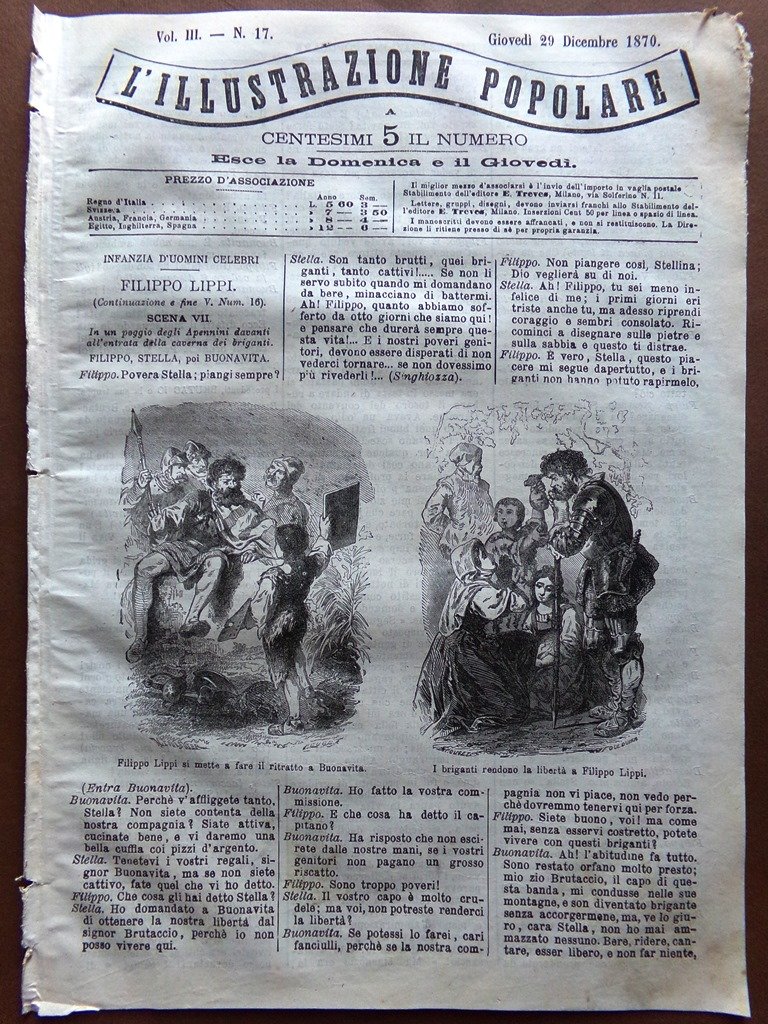 Vol. III. — N. 17.
Giovedì 29 Dicembre 1870.
L'ILLUSTRAZIONE POPOLARE
A
CENTESIMI 5 IL NUMERO
Esce la Domenica e il Giovedì.
PREZZO D'ASSOCIAZIONE
Anno Sem.
Regno d'Italia . . . . . L. 5 60 3 —
Svizzera . . . . . » 7 — 3 50
Austria, Francia, Germania . . . . . » 8 — 4 —
Egitto, Inghilterra, Spagna . . . . . » 12 — 6 —
Il miglior mezzo d'associarsi è l'invio dell'importo in vaglia postale
Stabilimento dell'editore E. Treves, Milano, via Solferino N. 11.
Lettere, gruppi, disegni, devono inviarsi franchi allo Stabilimento del-
l'editore E. Treves, Milano. Inserzioni Cent 50 per linea o spazio di linea.
I manoscritti devono essere affrancati, e non si restituiscono. La Dire-
zione li ritiene presso di sé per propria garanzia.
INFANZIA D'UOMINI CELEBRI
FILIPPO LIPPI.
(Continuazione e fine V. Num. 16).
SCENA VII.
In un poggio degli Apennini davanti
all'entrata della caverna dei briganti.
FILIPPO, STELLA, poi BUONAVITA.
Filippo. Povera Stella; piangi sempre?
Stella. Son tanto brutti, quei bri-
ganti, tanto cattivi!..... Se non li
servo subito quando mi domandano
da bere, minacciano di battermi.
Ah! Filippo, quanto abbiamo sof-
ferto da otto giorni che siamo qui!
e pensare che durerà sempre que-
sta vita!... E i nostri poveri geni-
tori, devono essere disperati di non
vederci tornare... se non dovessimo
più rivederli!... (Singhiozza).
Filippo. Non piangere così, Stellina;
Dio veglierà su di noi.
Stella. Ah! Filippo, tu sei meno in-
felice di me; i primi giorni eri
triste anche tu, ma adesso riprendi
coraggio e sembri consolato. Ri-
cominci a disegnare sulle pietre e
sulla sabbia e questo ti distrae.
Filippo. È vero, Stella, questo pia-
cere mi segue dapertutto, e i bri-
ganti non hanno potuto rapirmelo.
Filippo Lippi si mette a fare il ritratto a Buonavita.
I briganti rendono la libertà a Filippo Lippi.
(Entra Buonavita).
Buonavita. Perchè v'affliggete tanto,
Stella? Non siete contenta della
nostra compagnia? Siate attiva,
cucinate bene, e vi daremo una
bella cuffia coi pizzi d'argento.
Stella. Tenetevi i vostri regali, si-
gnor Buonavita, ma se non siete
cattivo, fate quel che vi ho detto.
Filippo. Che cosa gli hai detto Stella?
Stella. Ho domandato a Buonavita
di ottenere la nostra libertà dal
signor Brutaccio, perchè io non
posso vivere qui.
Buonavita. Ho fatto la vostra com-
missione.
Filippo. E che cosa ha detto il ca-
pitano?
Buonavita. Ha risposto che non esci-
rete dalle nostre mani, se i vostri
genitori non pagano un grosso
riscatto.
Filippo. Sono troppo poveri!
Stella. Il vostro capo è molto cru-
dele; ma voi, non potreste renderci
la libertà?
Buonavita. Se potessi lo farei, cari
fanciulli, perchè se la nostra com-
pagnia non vi piace, non vedo per-
chè dovremmo tenervi qui per forza.
Filippo. Siete buono, voi! ma come
mai, senza esservi costretto, potete
vivere con questi briganti?
Buonavita. Ah! l'abitudine fa tutto.
Sono restato orfano molto presto;
mio zio Brutaccio, il capo di que-
sta banda, mi condusse nelle sue
montagne, e son diventato brigante
senza accorgermene, ma, ve lo giu-
ro, cara Stella, non ho mai am-
mazzato nessuno. Bere, ridere, can-
tare, esser libero, e non far niente,